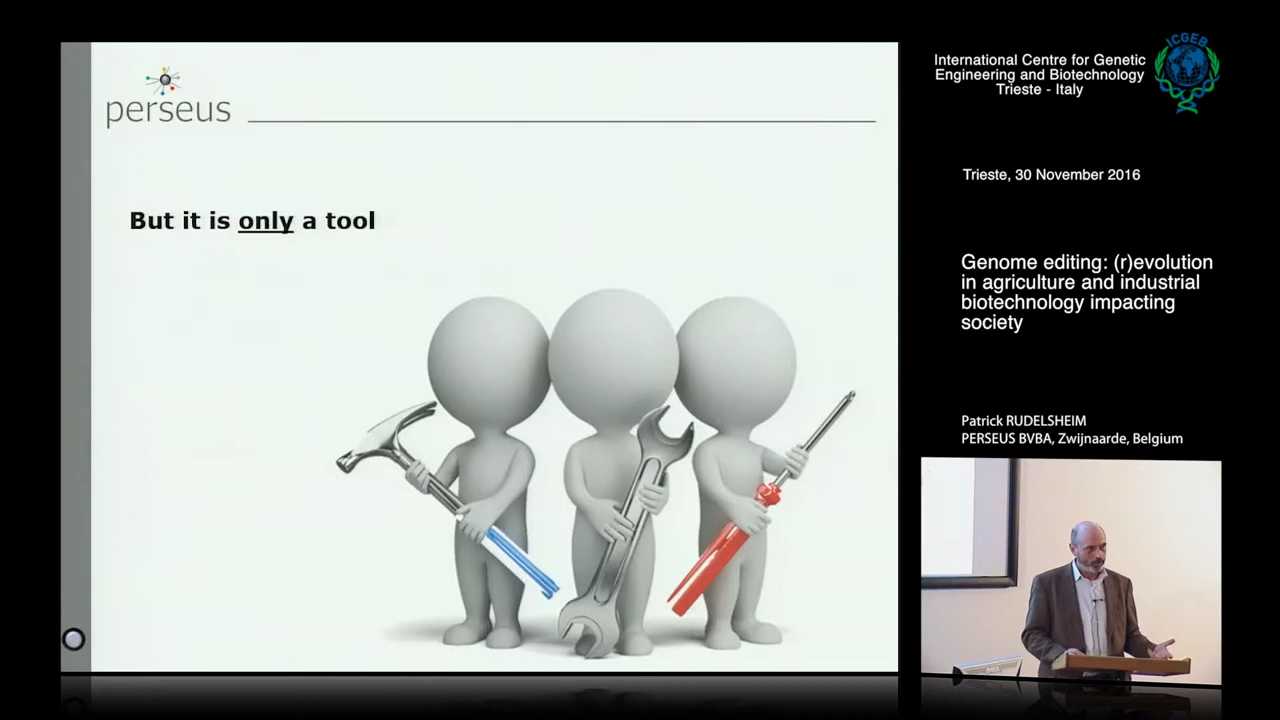 perseus
But it is only a tool
International Centre for Genetic
Engineering and Biotechnology
Trieste - Italy
ICGEB
Trieste, 30 November 2016
Genome editing: (r)evolution
in agriculture and industrial
biotechnology impacting
society
Patrick RUDELSHEIM
PERSEUS BVBA, Zwijnaarde, Belgium